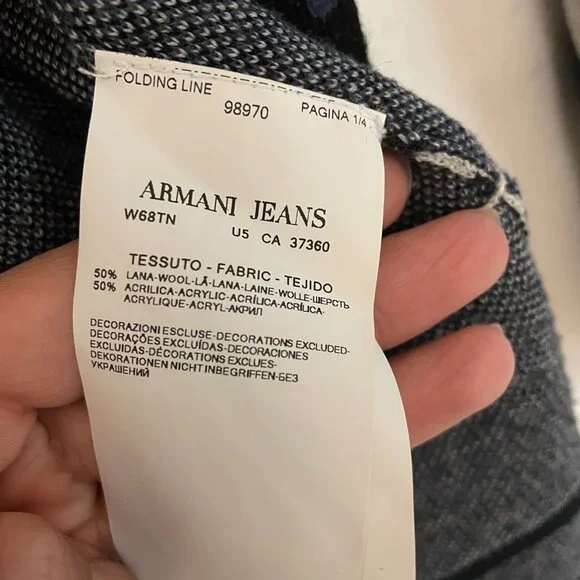 FOLDING LINE
98970
PAGINA 1/4
ARMANI JEANS
W68TN
U5 CA 37360
TESSUTO - FABRIC - TEJIDO
50% LANA-WOOL-LÃ-LANA-LAINE-WOLLE-ШЕРСТЬ
50% ACRILICA-ACRYLIC-ACRÍLICA-ACRÍLICA-
ACRYLIQUE-ACRYL-АКРИЛ
DECORAZIONI ESCLUSE-DECORATIONS EXCLUDED-
DECORAÇÕES EXCLUÍDAS-DECORACIONES
EXCLUIDÁS-DÉCORATIONS EXCLUES-
DEKORATIONEN NICHT INBEGRIFFEN-БЕЗ
УКРАШЕНИЙ